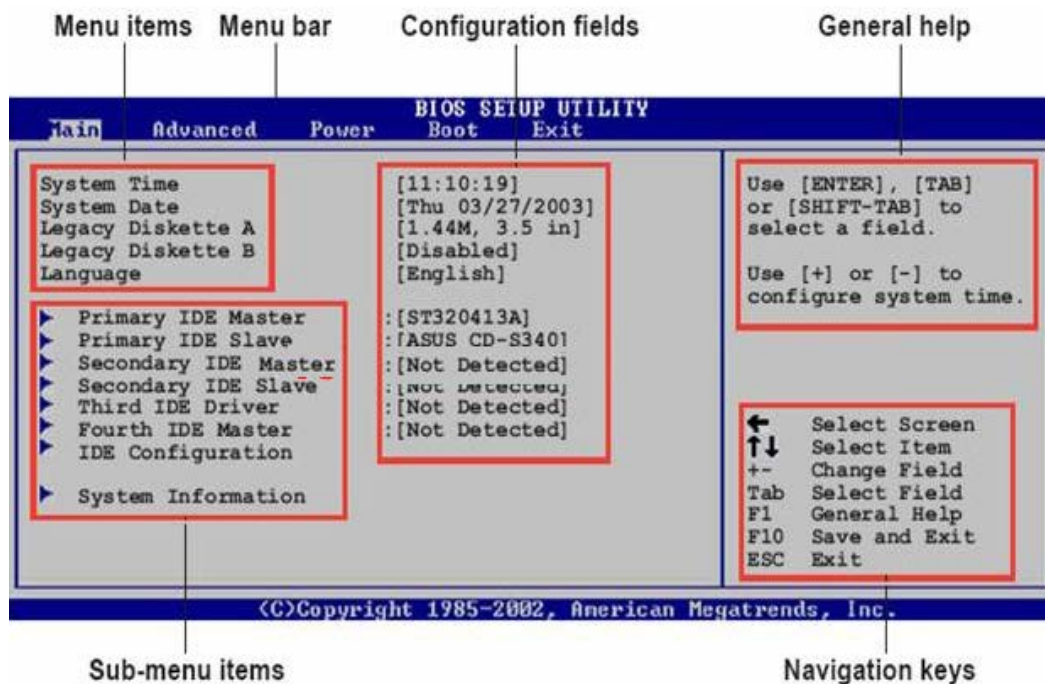 Menu items Menu bar Configuration fields General help
BIOS SETUP UTILITY
Main Advanced Power Boot Exit
System Time [11:10:19]
System Date [Thu 03/27/2003]
Legacy Diskette A [1.44M, 3.5 in]
Legacy Diskette B [Disabled]
Language [English]
Primary IDE Master :[ST320413A]
Primary IDE Slave :[ASUS CD-S340]
Secondary IDE Master :[Not Detected]
Secondary IDE Slave :[Not Detected]
Third IDE Driver :[Not Detected]
Fourth IDE Master :[Not Detected]
IDE Configuration
System Information
Use [ENTER], [TAB]
or [SHIFT-TAB] to
select a field.
Use [+] or [-] to
configure system time.
← Select Screen
↑↓ Select Item
+- Change Field
Tab Select Field
F1 General Help
F10 Save and Exit
ESC Exit
(C)Copyright 1985-2002, American Megatrends, Inc.
Sub-menu items Navigation keys